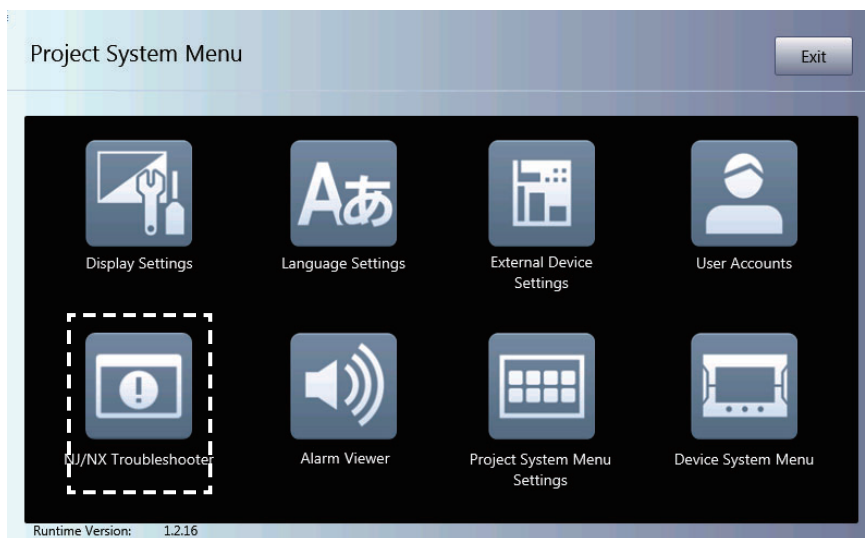 Project System Menu
Exit
Aあ
Display Settings
Language Settings
External Device
Settings
User Accounts
NJ/NX Troubleshooter
Alarm Viewer
Project System Menu
Settings
Device System Menu
Runtime Version: 1.2.16